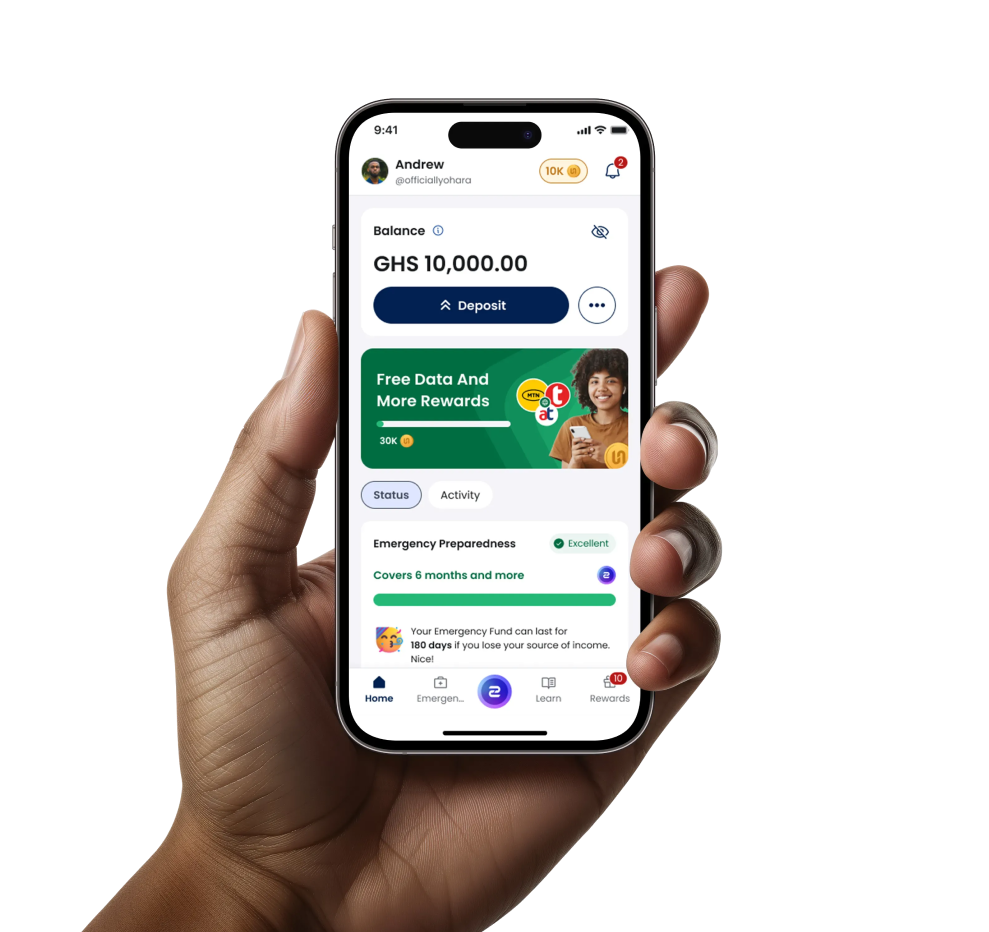 9:41
Andrew
10K
2
@officiallyohara
Balance
GHS 10,000.00
Deposit
Free Data And
More Rewards
MTN
t
at
30K
Status
Activity
Emergency Preparedness
Excellent
Covers 6 months and more
Your Emergency Fund can last for
180 days if you lose your source of income.
Nice!
10
Home
Emergen...
Learn
Rewards